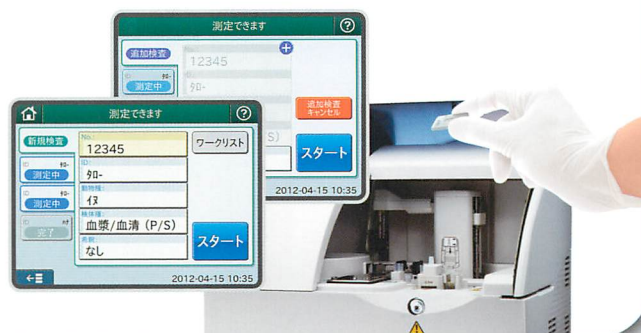 測定できます
?
追加検査
12345
ID 検-
測定中
タロー
追加検査
キャンセル
S)
スタート
2012-04-15 10:35
測定できます
?
新規検査
No.:
12345
ワークリスト
ID:
タロー
測定中
動物種:
イヌ
測定中
検体種:
血漿/血清 (P/S)
完了
なし
スタート
2012-04-15 10:35